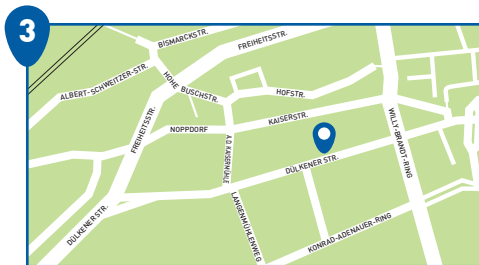 3
BISMARCKSTR.
FREIHEITSSTR.
ALBERT-SCHWEITZER-STR.
HOHE
BUSCHSTR.
HOFSTR.
FREIHEITSSTR.
NOPPDORF
KAISERSTR.
WILLY-BRANDT-RING
A.D KAISERMÜHLE
DÜLKENER STR.
LANGENMÜHLENWEG
DÜLKENER STR.
KONRAD-ADENAUER-RING